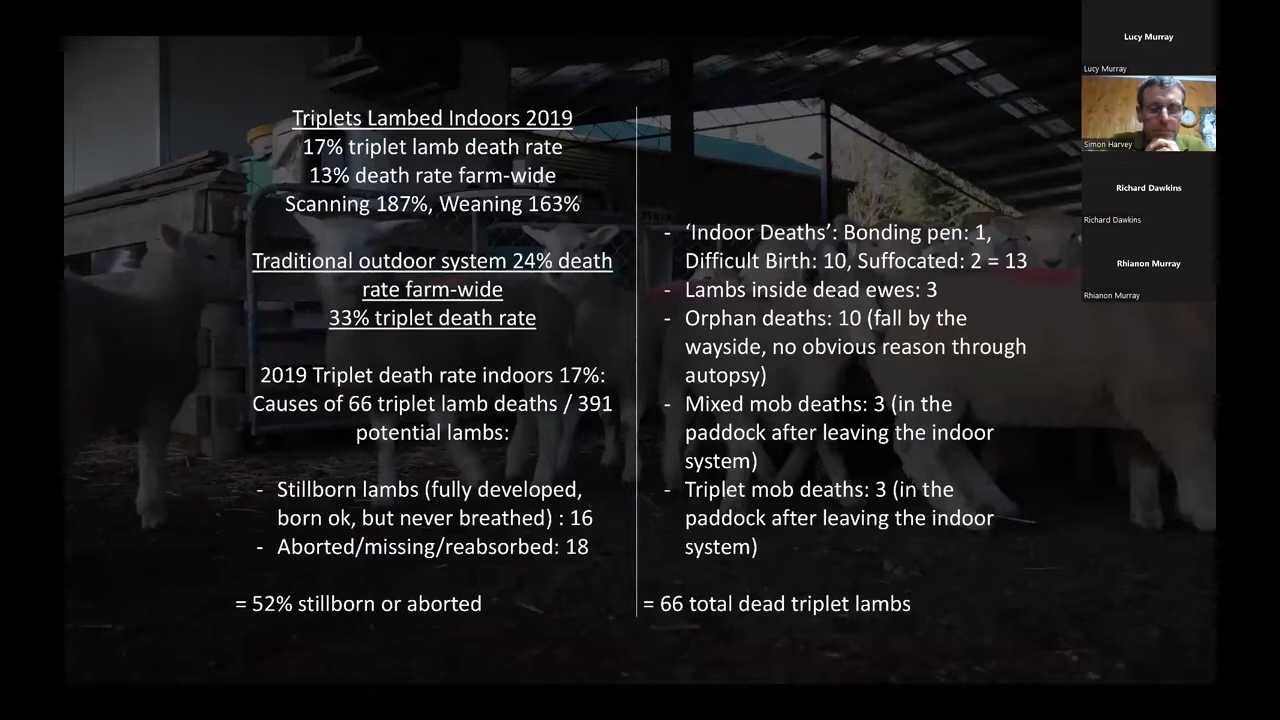 Triplets Lambed Indoors 2019
17% triplet lamb death rate
13% death rate farm-wide
Scanning 187%, Weaning 163%
Traditional outdoor system 24% death
rate farm-wide
33% triplet death rate
2019 Triplet death rate indoors 17%:
Causes of 66 triplet lamb deaths / 391
potential lambs:
- Stillborn lambs (fully developed,
born ok, but never breathed) : 16
- Aborted/missing/reabsorbed: 18
= 52% stillborn or aborted
- ‘Indoor Deaths’: Bonding pen: 1,
Difficult Birth: 10, Suffocated: 2 = 13
- Lambs inside dead ewes: 3
- Orphan deaths: 10 (fall by the
wayside, no obvious reason through
autopsy)
- Mixed mob deaths: 3 (in the
paddock after leaving the indoor
system)
- Triplet mob deaths: 3 (in the
paddock after leaving the indoor
system)
= 66 total dead triplet lambs
Lucy Murray
Lucy Murray
Simon Harvey
Richard Dawkins
Richard Dawkins
Rhianon Murray
Rhianon Murray